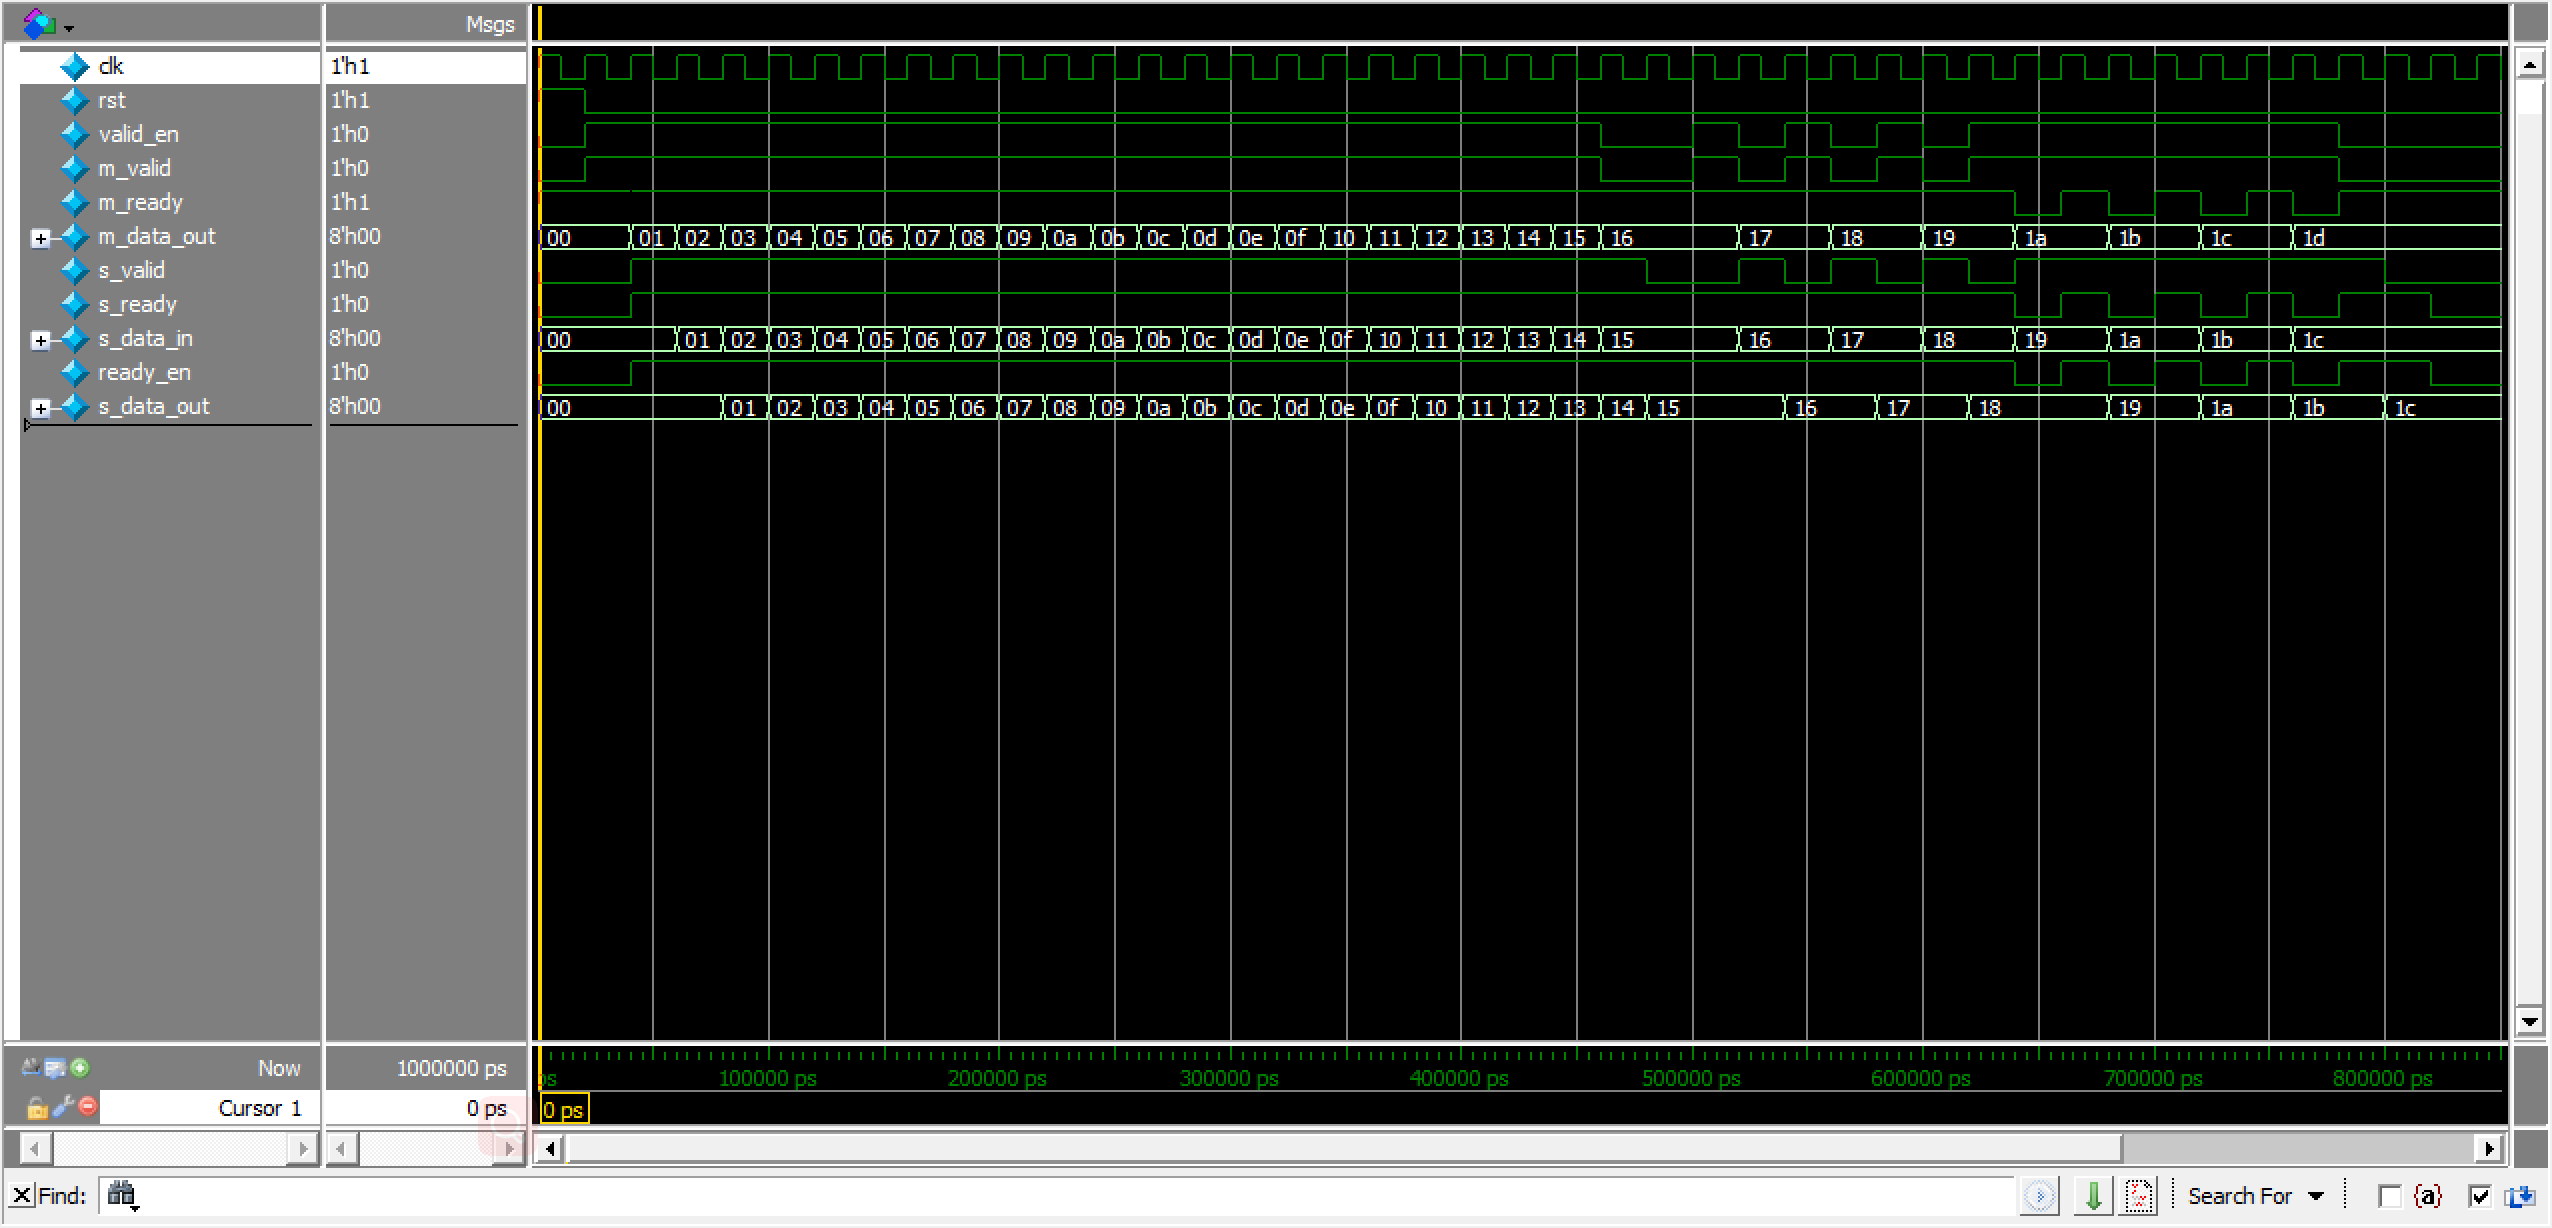 Msgs
clk 1'h1
rst 1'h1
valid_en 1'h0
m_valid 1'h0
m_ready 1'h1
m_data_out 8'h00 00 01 02 03 04 05 06 07 08 09 0a 0b 0c 0d 0e 0f 10 11 12 13 14 15 16 17 18 19 1a 1b 1c 1d
s_valid 1'h0
s_ready 1'h0
s_data_in 8'h00 00 01 02 03 04 05 06 07 08 09 0a 0b 0c 0d 0e 0f 10 11 12 13 14 15 16 17 18 19 1a 1b 1c
ready_en 1'h0
s_data_out 8'h00 00 01 02 03 04 05 06 07 08 09 0a 0b 0c 0d 0e 0f 10 11 12 13 14 15 16 17 18 19 1a 1b 1c
Now 1000000 ps ps 100000 ps 200000 ps 300000 ps 400000 ps 500000 ps 600000 ps 700000 ps 800000 ps
Cursor 1 0 ps 0 ps
Find: Search For {a}